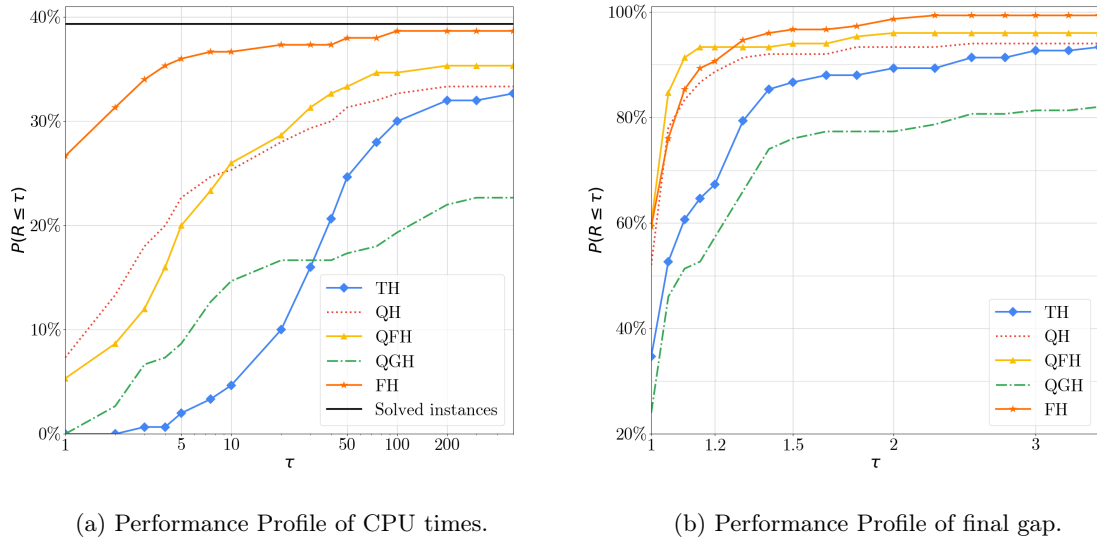 40%
30%
20%
10%
0%
P(R ≤ τ)
1
5
10
50
100
200
τ
TH
QH
QFH
QGH
FH
Solved instances
(a) Performance Profile of CPU times.
100%
80%
60%
40%
20%
P(R ≤ τ)
1
1.2
1.5
2
3
τ
TH
QH
QFH
QGH
FH
(b) Performance Profile of final gap.